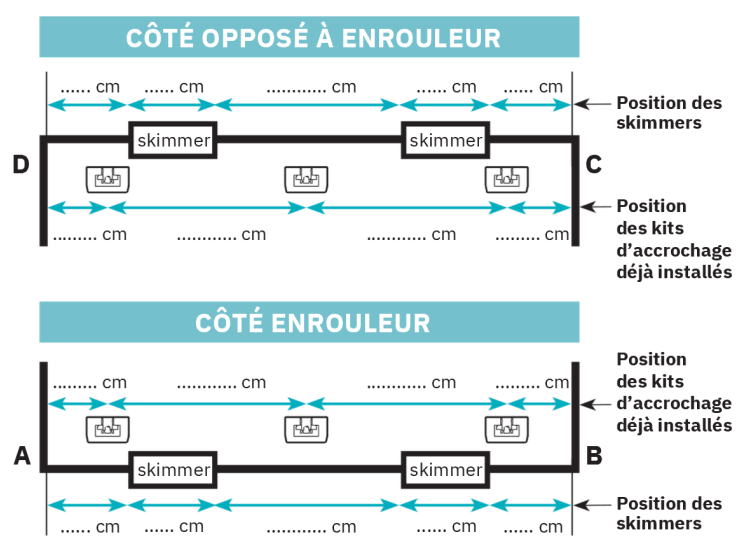 CÔTÉ OPPOSÉ À ENROULEUR
...... cm ...... cm ............ cm ...... cm ...... cm
Position des
skimmers
skimmer skimmer
D C
Position
des kits
d’accrochage
déjà installés
......... cm ............ cm ............ cm ......... cm
CÔTÉ ENROULEUR
Position
des kits
d’accrochage
déjà installés
......... cm ............ cm ............ cm ......... cm
A B
skimmer skimmer
Position des
skimmers
...... cm ...... cm ............ cm ...... cm ...... cm